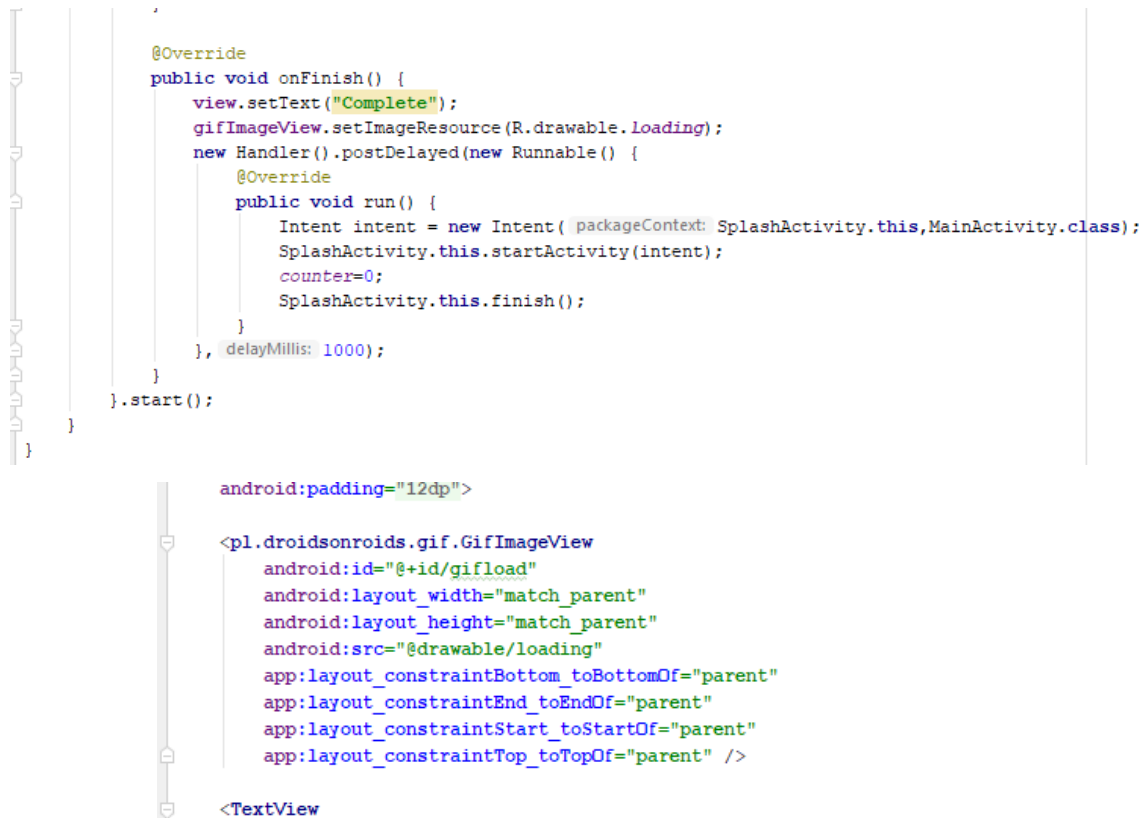 }
@Override
public void onFinish() {
view.setText("Complete");
gifImageView.setImageResource(R.drawable.loading);
new Handler().postDelayed(new Runnable() {
@Override
public void run() {
Intent intent = new Intent( packageContext: SplashActivity.this,MainActivity.class);
SplashActivity.this.startActivity(intent);
counter=0;
SplashActivity.this.finish();
}
}, delayMillis: 1000);
}
}.start();
}
}
android:padding="12dp">
<pl.droidsonroids.gif.GifImageView
android:id="@+id/gifload"
android:layout_width="match_parent"
android:layout_height="match_parent"
android:src="@drawable/loading"
app:layout_constraintBottom_toBottomOf="parent"
app:layout_constraintEnd_toEndOf="parent"
app:layout_constraintStart_toStartOf="parent"
app:layout_constraintTop_toTopOf="parent" />
<TextView